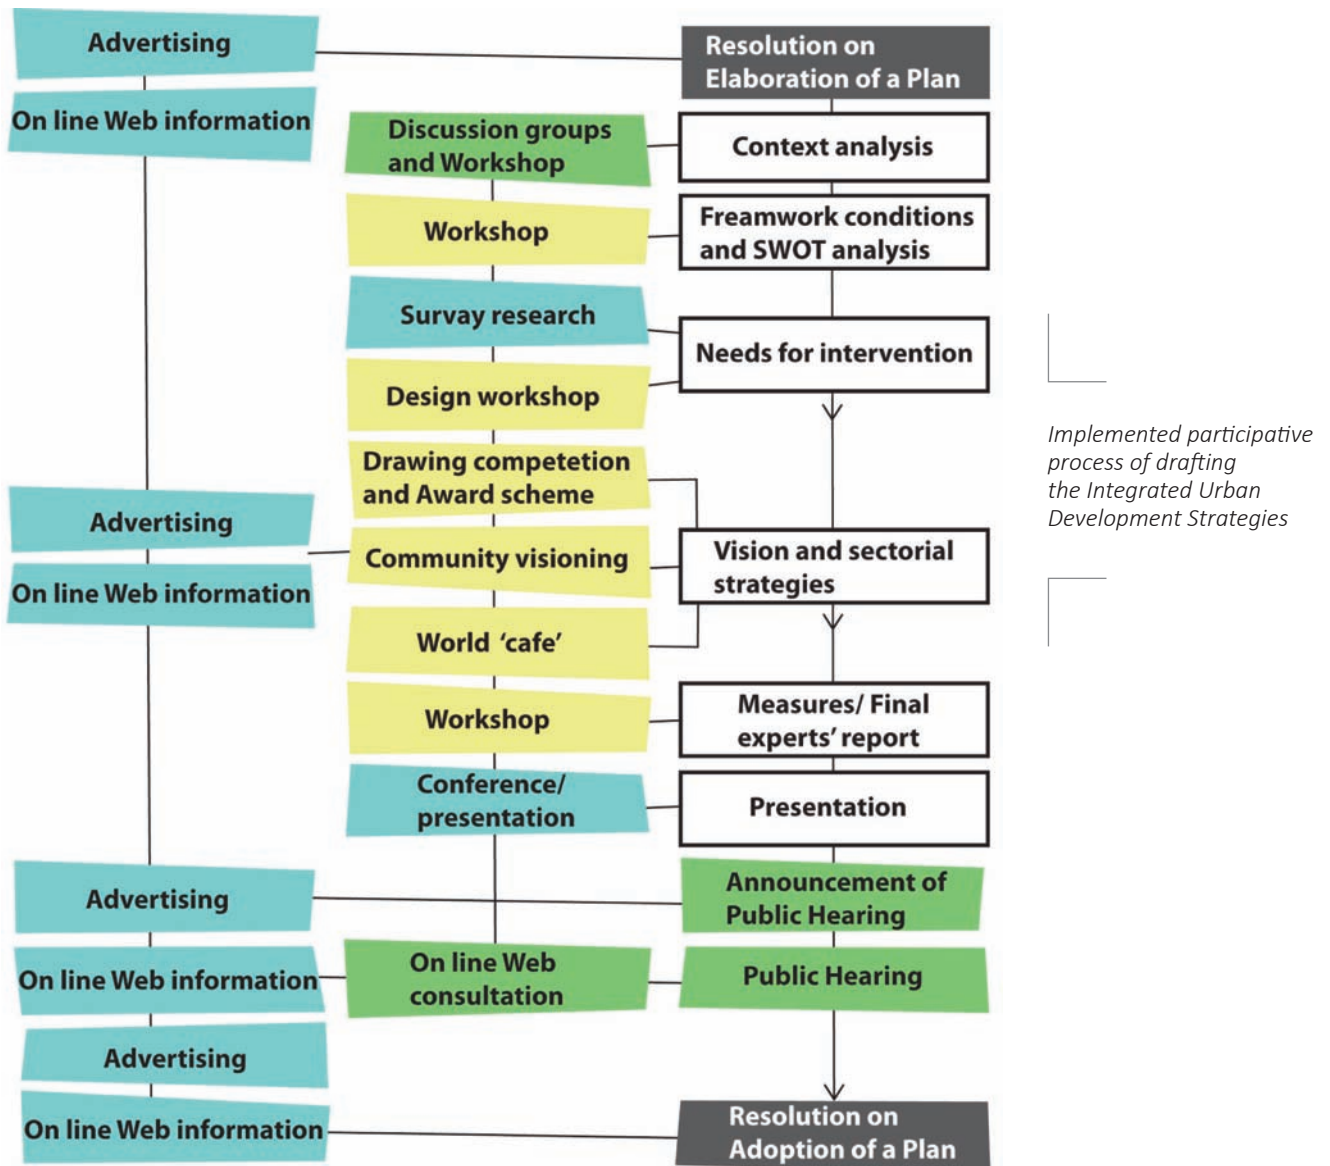 Advertising
Resolution on
Elaboration of a Plan
On line Web information
Discussion groups
and Workshop
Context analysis
Workshop
Freamwork conditions
and SWOT analysis
Survay research
Needs for intervention
Design workshop
Drawing competetion
and Award scheme
Advertising
Community visioning
Vision and sectorial
strategies
On line Web information
World ‘cafe’
Workshop
Measures/ Final
experts’ report
Conference/
presentation
Presentation
Advertising
Announcement of
Public Hearing
On line Web information
On line Web
consultation
Public Hearing
Advertising
On line Web information
Resolution on
Adoption of a Plan
Implemented participative
process of drafting
the Integrated Urban
Development Strategies